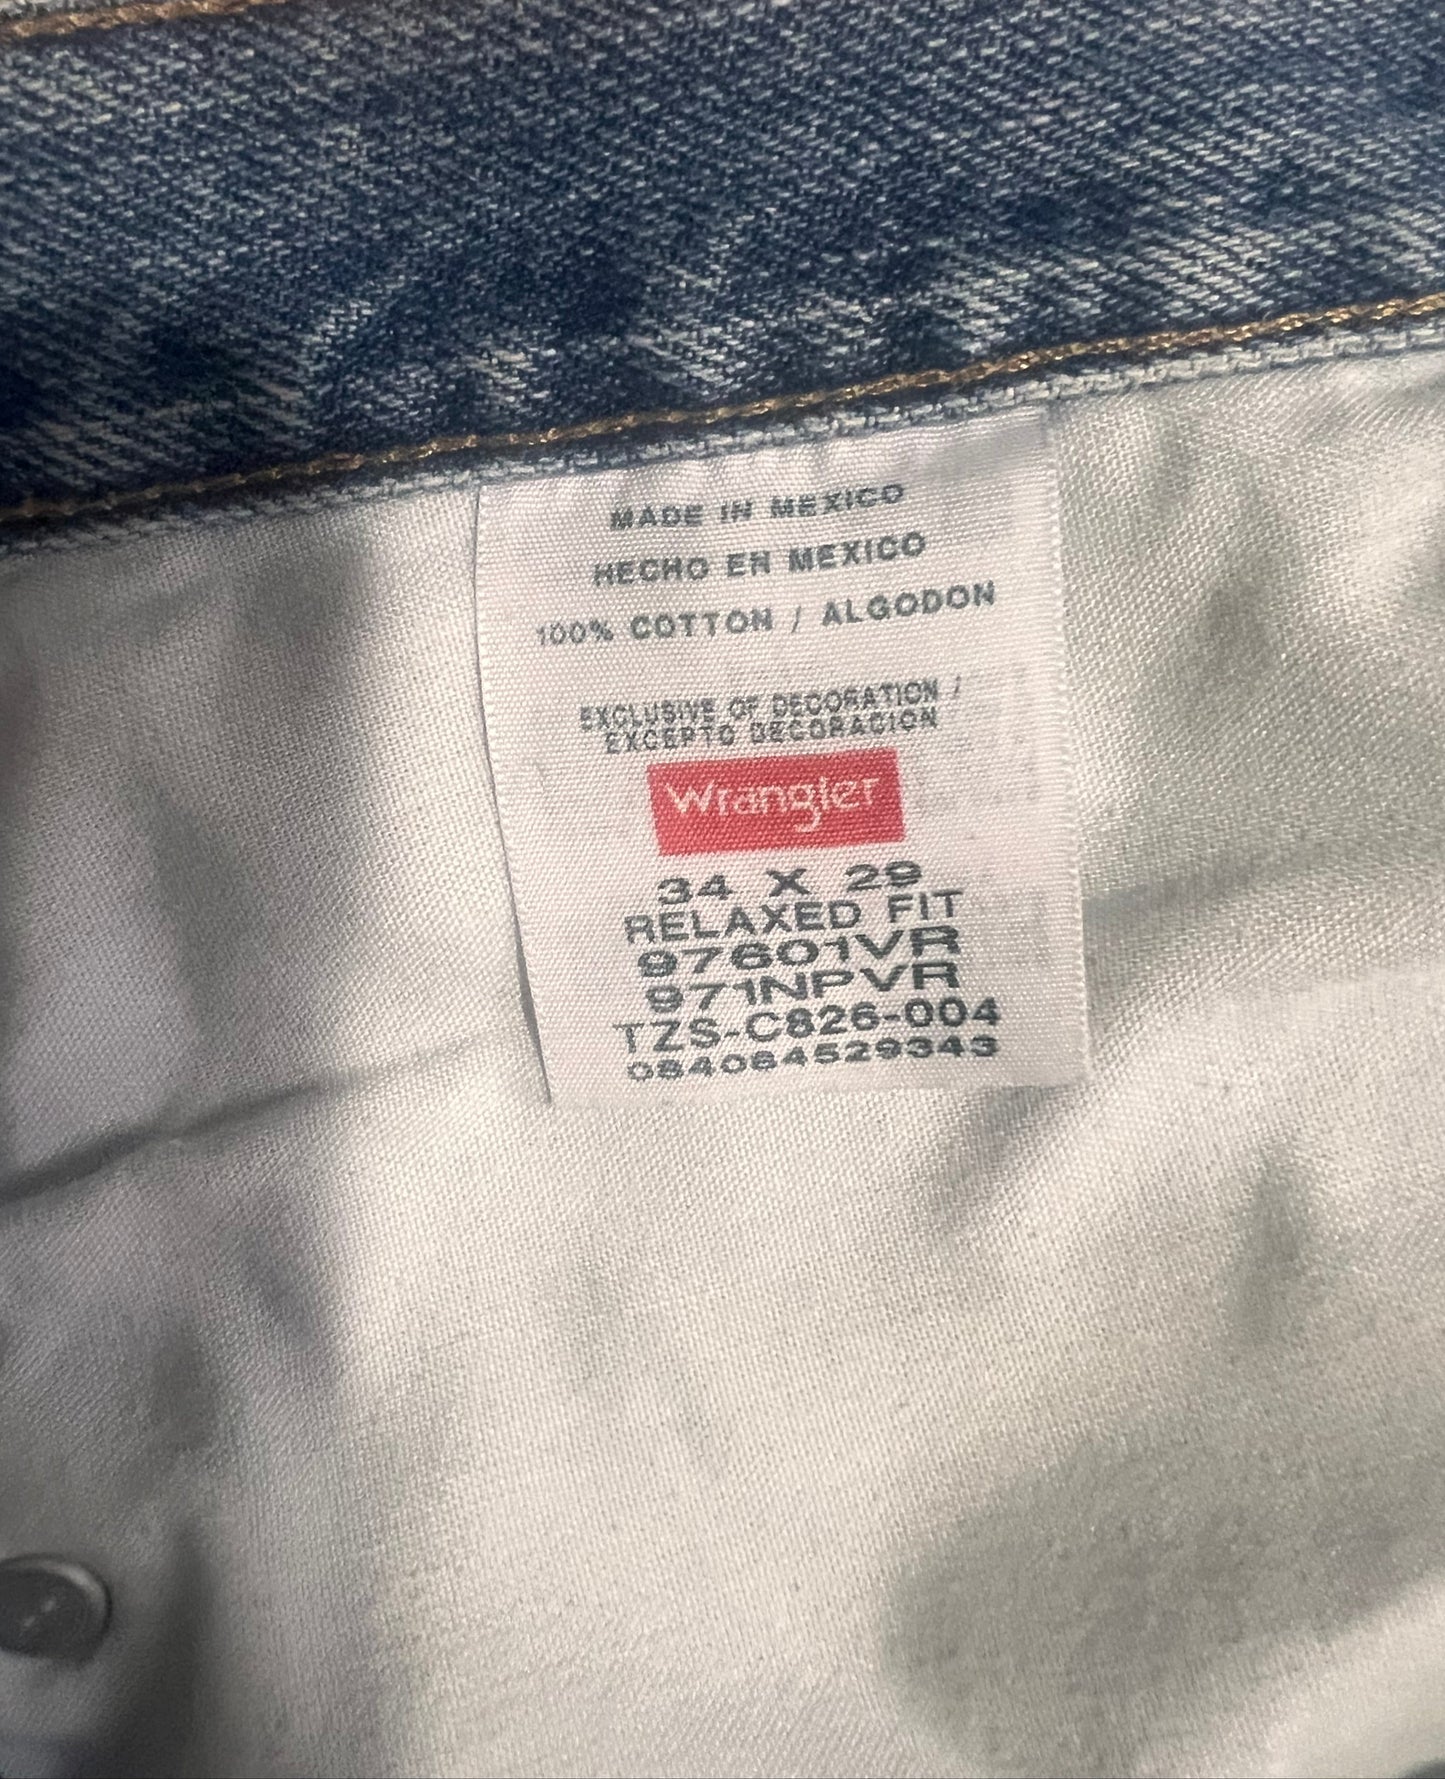 MADE IN MEXICO
HECHO EN MEXICO
100% COTTON / ALGODON
EXCLUSIVE OF DECORATION /
EXCEPTO DECORACION
Wrangler
34 X 29
RELAXED FIT
97601VR
971NPVR
TZS-C826-004
084084529343